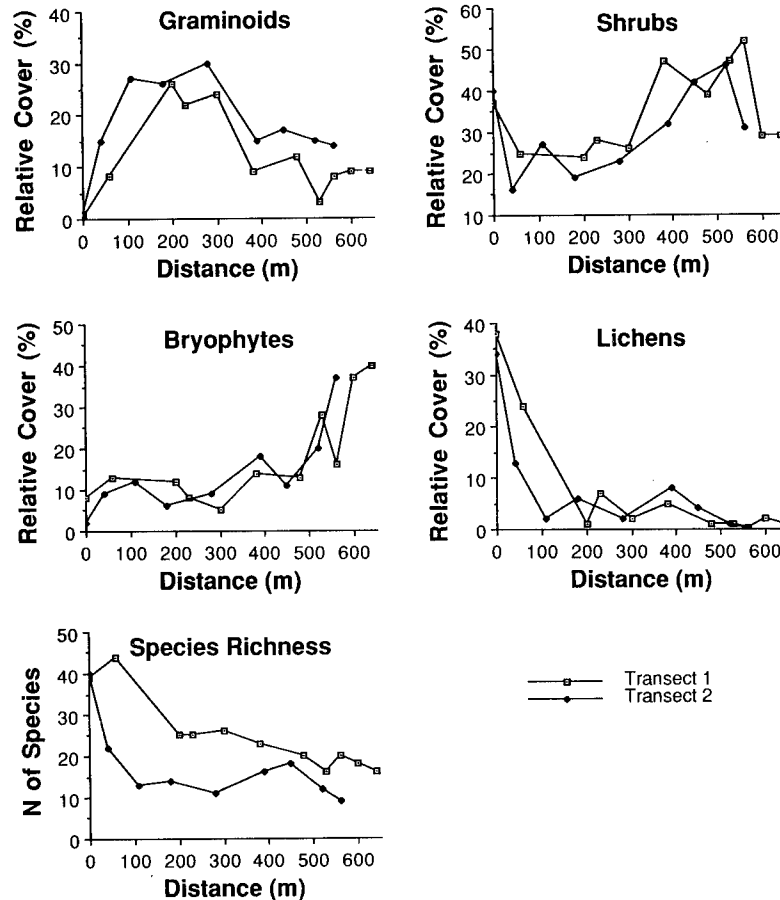 Graminoids
Relative Cover (%)
40
30
20
10
0
0 100 200 300 400 500 600
Distance (m)
Shrubs
Relative Cover (%)
60
50
40
30
20
10
0 100 200 300 400 500 600
Distance (m)
Bryophytes
Relative Cover (%)
50
40
30
20
10
0
0 100 200 300 400 500 600
Distance (m)
Lichens
Relative Cover (%)
40
30
20
10
0
0 100 200 300 400 500 600
Distance (m)
Species Richness
N of Species
50
40
30
20
10
0
0 100 200 300 400 500 600
Distance (m)
Transect 1
Transect 2